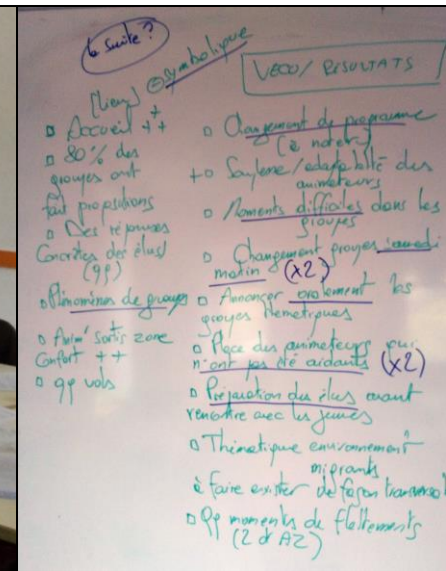 la suite ?
[lieu] ⊖ symbolique
VECU / RESULTATS
□ Accueil +++
□ 80% des
groupes ont
fait propositions
□ Des réponses
Concrètes des élus
(qq)
□ Phénomènes de groupes
□ Anim' sortis zone
Confort ++
□ qq vols
□ Changement de programme
(à noter)
+□ Souplesse/adaptabilité des
animateurs
□ Moments difficiles dans les
groupes
□ Changement groupes samedi
matin (x2)
□ Annoncer oralement les
groupes thématiques
□ Place des animateurs qui
n'ont pas été aidants (x2)
□ Préparation des élus avant
rencontre avec les jeunes
□ Thématique environnement
migrants
à faire exister de façon transversal
□ Qq moments de flottements
(2 d AZ)